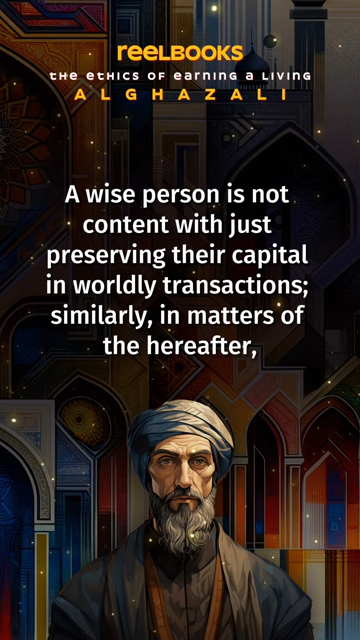 reelBOOKS
the ethics of earning a living
ALGHAZALI
A wise person is not
content with just
preserving their capital
in worldly transactions;
similarly, in matters of
the hereafter,